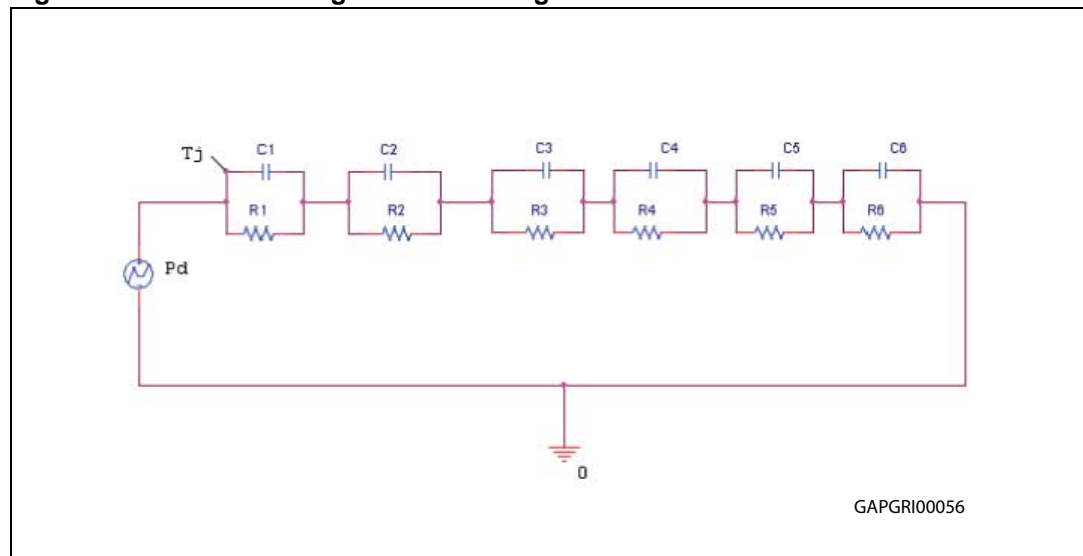 Tj
C1 C2 C3 C4 C5 C6
R1 R2 R3 R4 R5 R6
Pd
0
GAPGRI00056